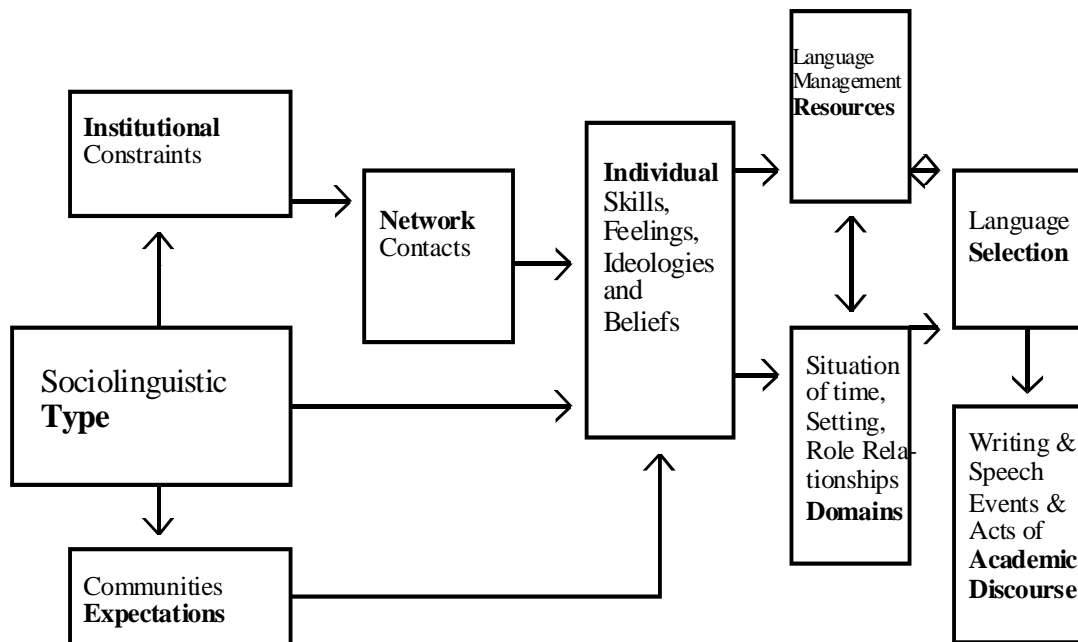 Institutional
Constraints
Network
Contacts
Sociolinguistic
Type
Communities
Expectations
Individual
Skills,
Feelings,
Ideologies
and
Beliefs
Language
Management
Resources
Situation
of time,
Setting,
Role Rela-
tionships
Domains
Language
Selection
Writing &
Speech
Events &
Acts of
Academic
Discourse